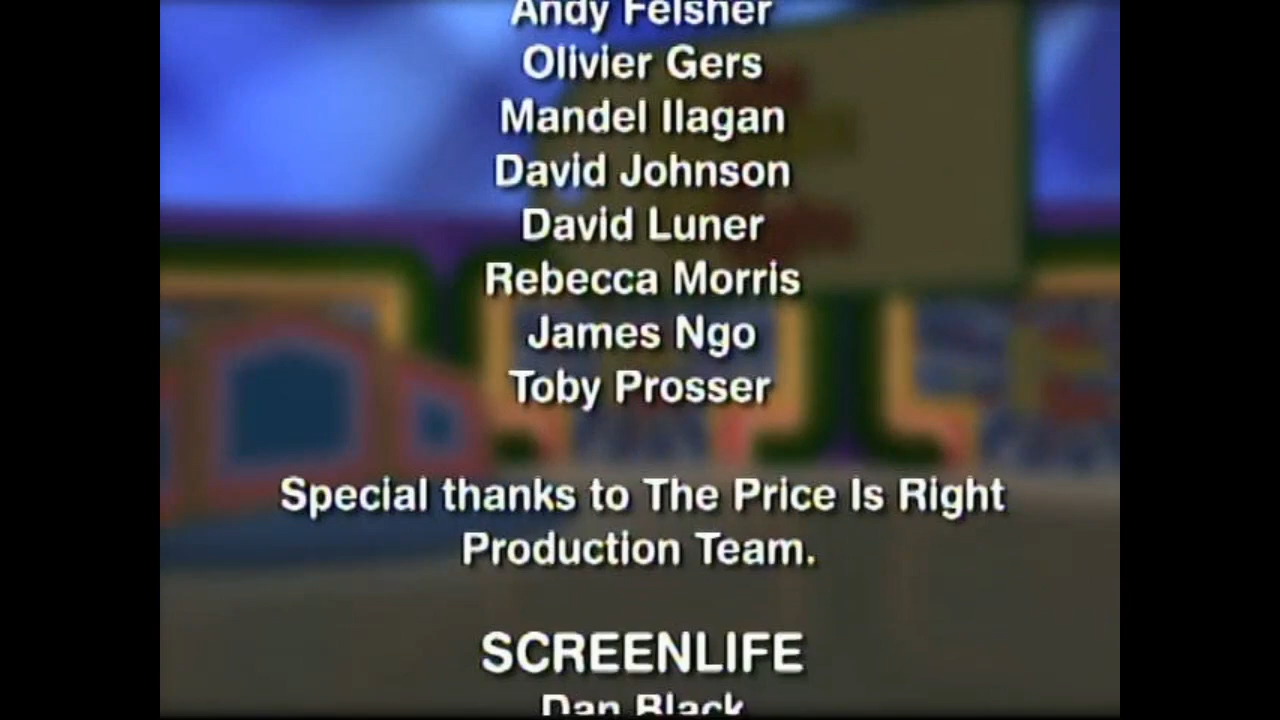 Andy Felsher
Olivier Gers
Mandel Ilagan
David Johnson
David Luner
Rebecca Morris
James Ngo
Toby Prosser
Special thanks to The Price Is Right
Production Team.
SCREENLIFE
Dan Black